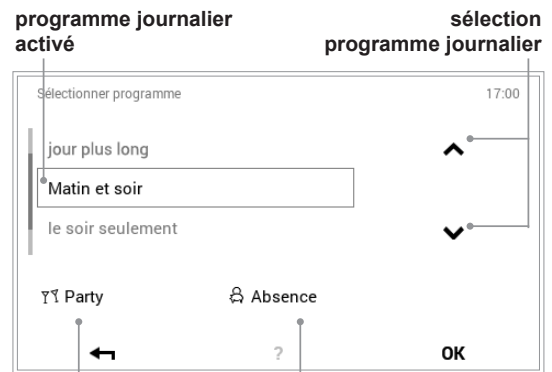 programme journalier
activé
sélection
programme journalier
Sélectionner programme
17:00
jour plus long
Matin et soir
le soir seulement
Party
Absence
?
OK